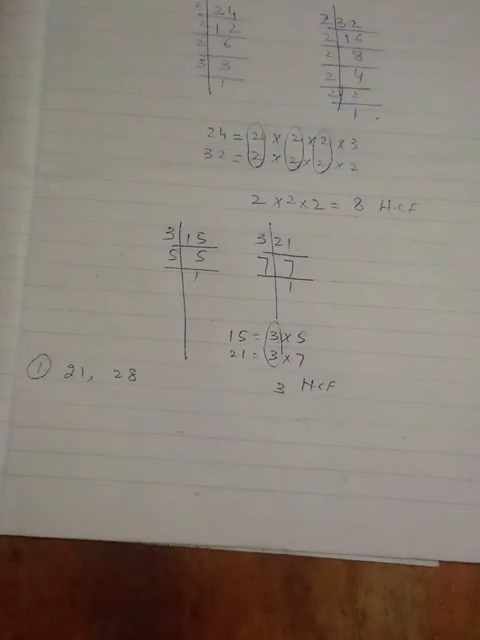 2 | 24
2 | 12
2 | 6
3 | 3
1
2 | 32
2 | 16
2 | 8
2 | 4
2 | 2
1
24 = 2 × 2 × 2 × 3
32 = 2 × 2 × 2 × 2
2 × 2 × 2 = 8 H.C.F
3 | 15
5 | 5
1
3 | 21
7 | 7
1
15 = 3 × 5
21 = 3 × 7
3 HCF
① 21, 28